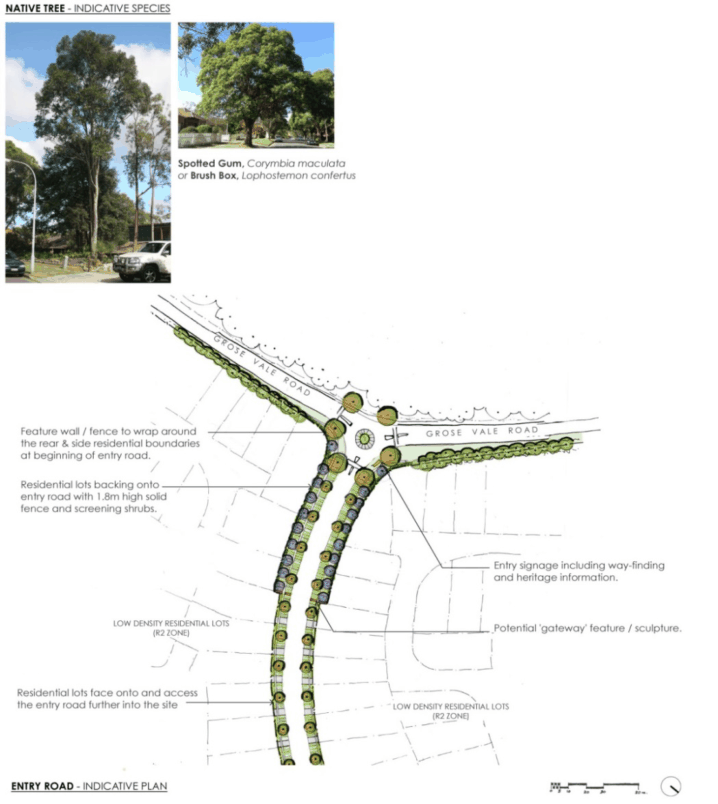 NATIVE TREE - INDICATIVE SPECIES
Spotted Gum, Corymbia maculata
or Brush Box, Lophostemon confertus
GROSE VALE ROAD
GROSE VALE ROAD
Feature wall / fence to wrap around
the rear & side residential boundaries
at beginning of entry road.
Residential lots backing onto
entry road with 1.8m high solid
fence and screening shrubs.
Entry signage including way-finding
and heritage information.
LOW DENSITY RESIDENTIAL LOTS
(R2 ZONE)
Potential 'gateway' feature / sculpture.
Residential lots face onto and access
the entry road further into the site
LOW DENSITY RESIDENTIAL LOTS
(R2 ZONE)
ENTRY ROAD - INDICATIVE PLAN